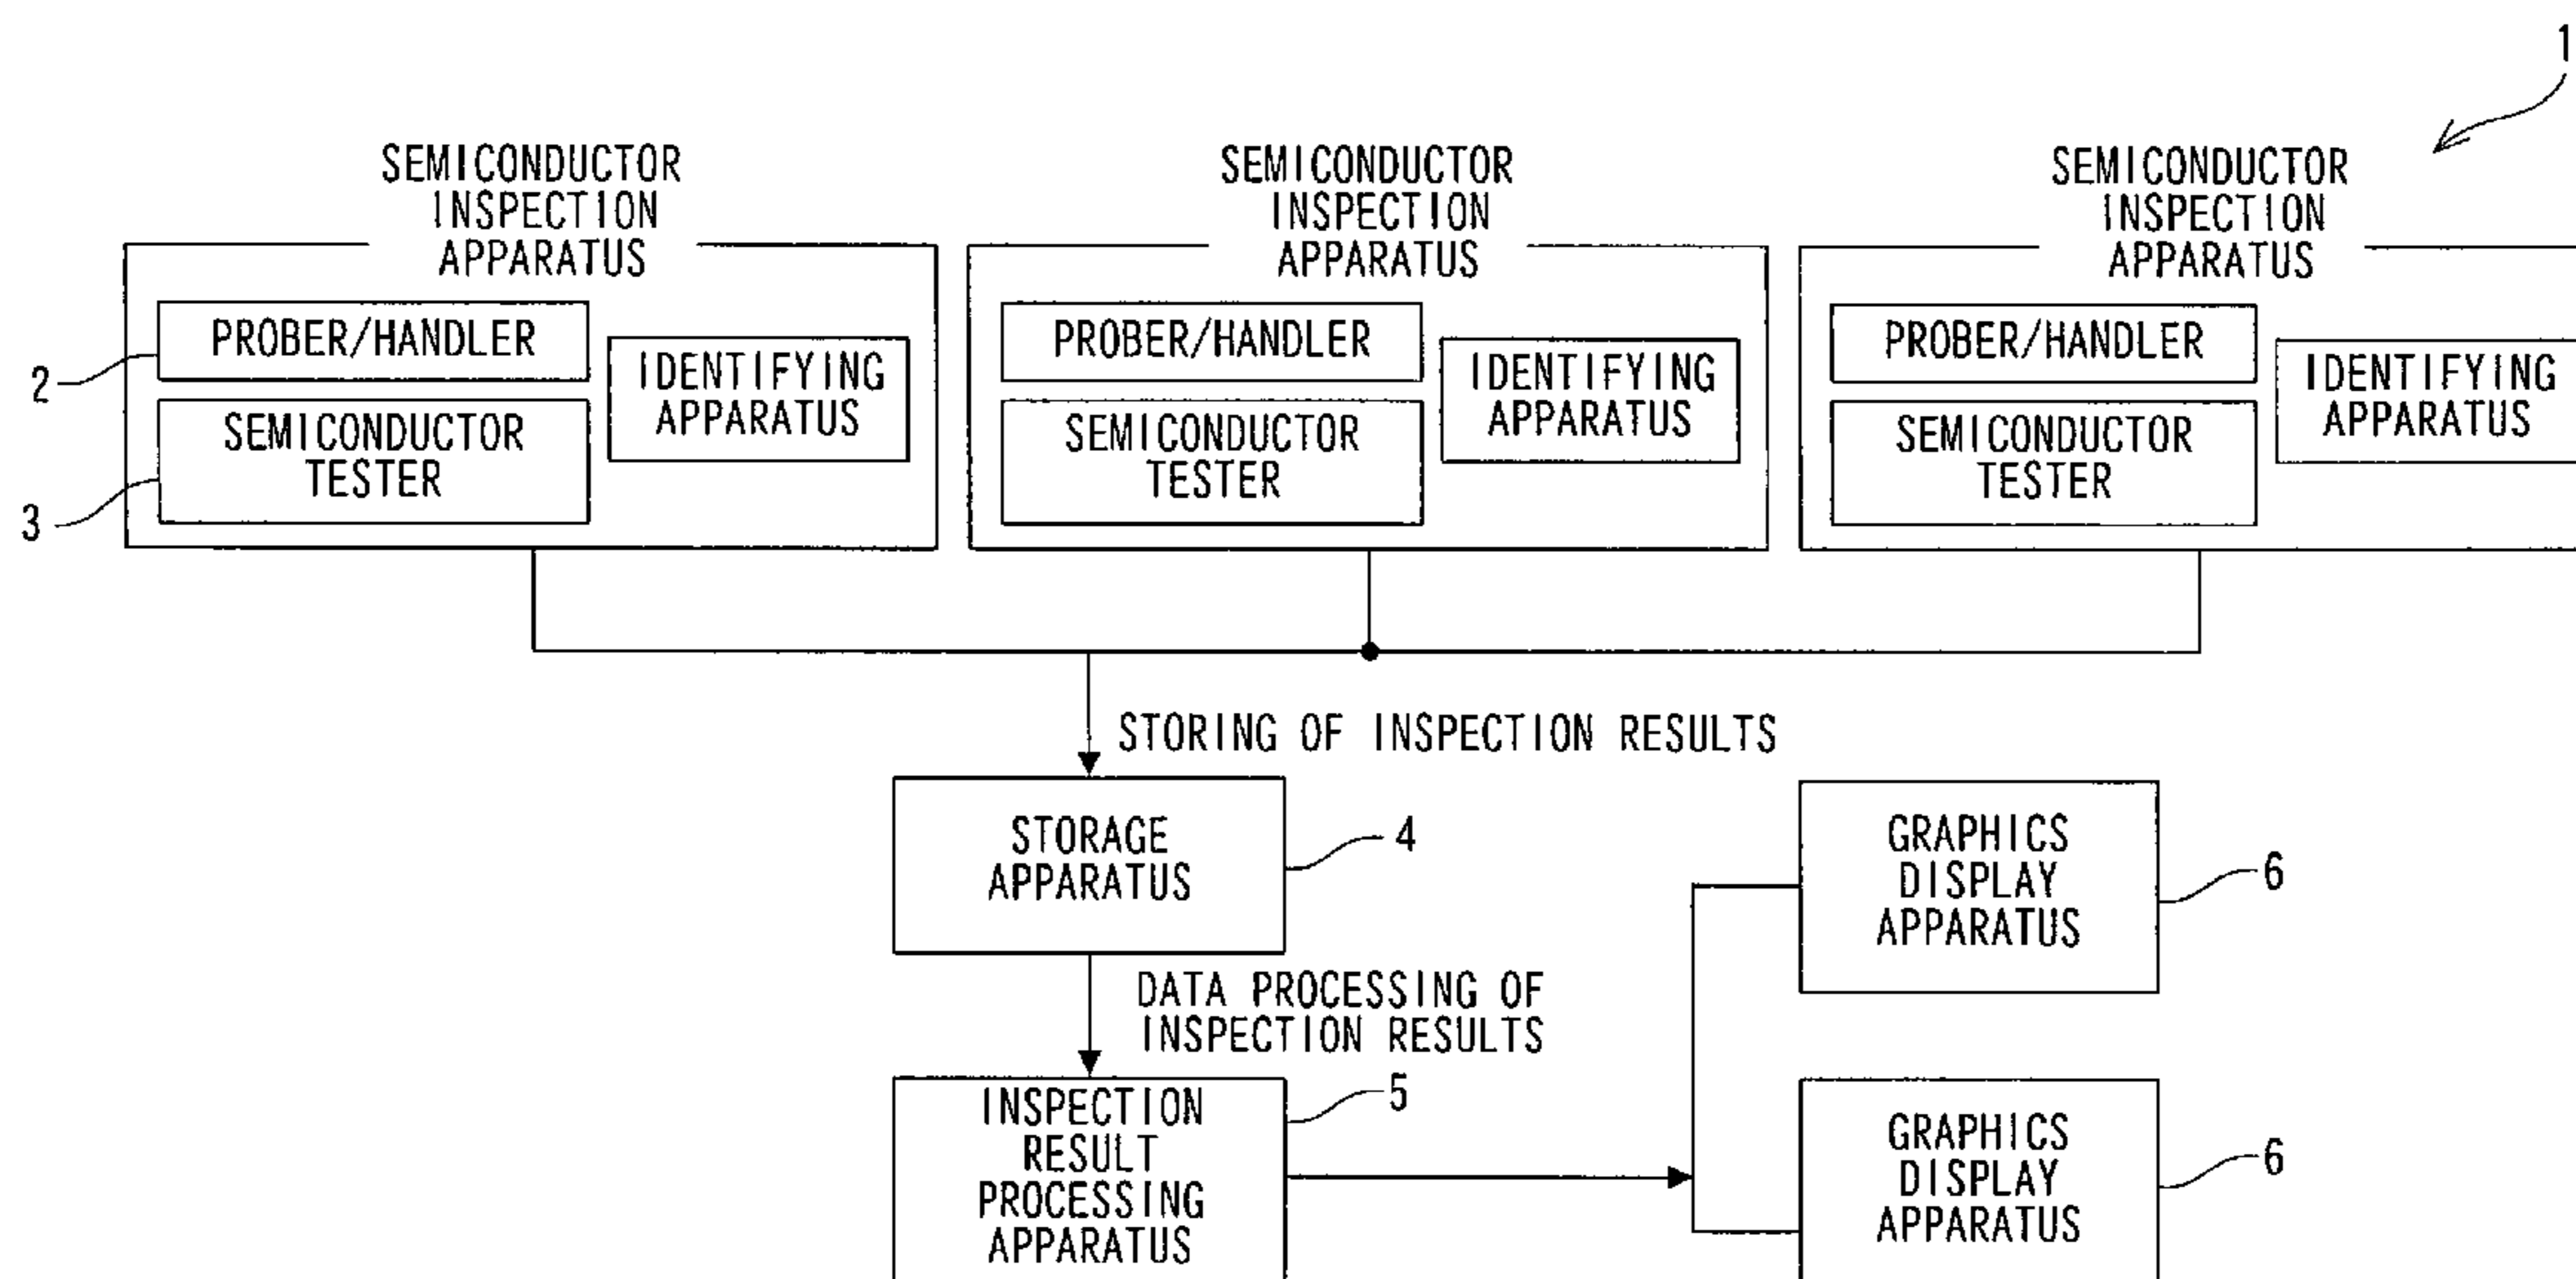 1
SEMICONDUCTOR
INSPECTION
APPARATUS
PROBER/HANDLER
IDENTIFYING
APPARATUS
SEMICONDUCTOR
TESTER
2
3
SEMICONDUCTOR
INSPECTION
APPARATUS
PROBER/HANDLER
IDENTIFYING
APPARATUS
SEMICONDUCTOR
TESTER
SEMICONDUCTOR
INSPECTION
APPARATUS
PROBER/HANDLER
IDENTIFYING
APPARATUS
SEMICONDUCTOR
TESTER
STORING OF INSPECTION RESULTS
STORAGE
APPARATUS
4
GRAPHICS
DISPLAY
APPARATUS
6
DATA PROCESSING OF
INSPECTION RESULTS
INSPECTION
RESULT
PROCESSING
APPARATUS
5
GRAPHICS
DISPLAY
APPARATUS
6